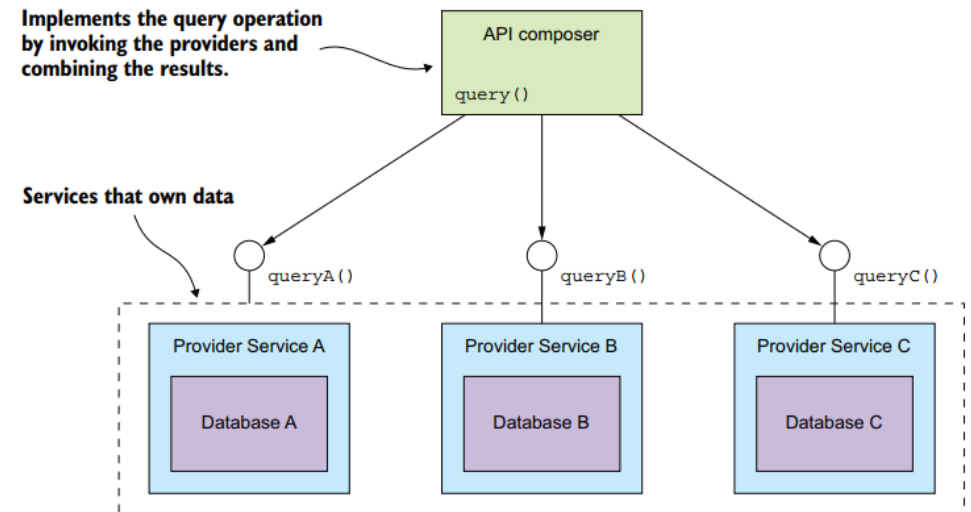 Implements the query operation
by invoking the providers and
combining the results.
API composer
query()
Services that own data
queryA()
queryB()
queryC()
Provider Service A
Provider Service B
Provider Service C
Database A
Database B
Database C